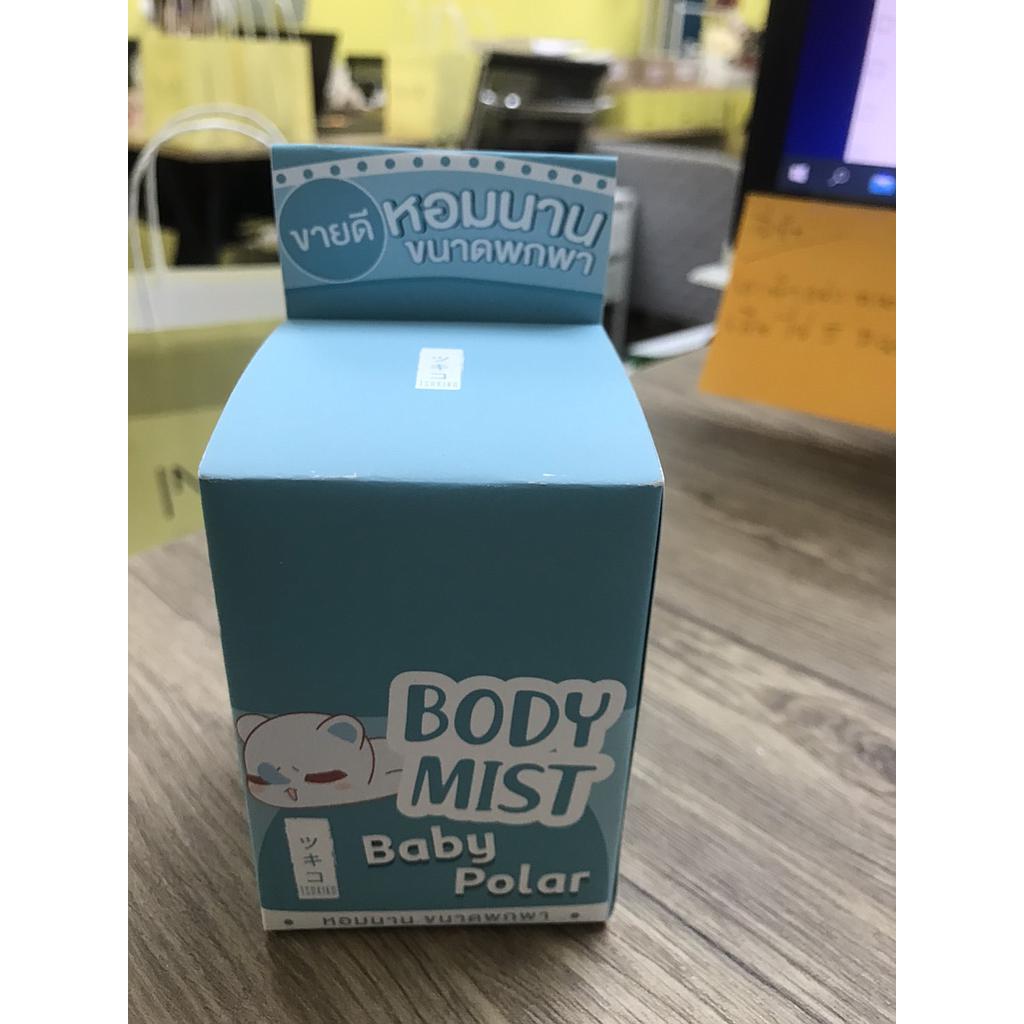 ขายดี
หอมนาน
ขนาดพกพา
ツキコ
TSUKIKO
BODY
MIST
Baby
Polar
ツキコ
TSUKIKO
หอมนาน ขนาดพกพา